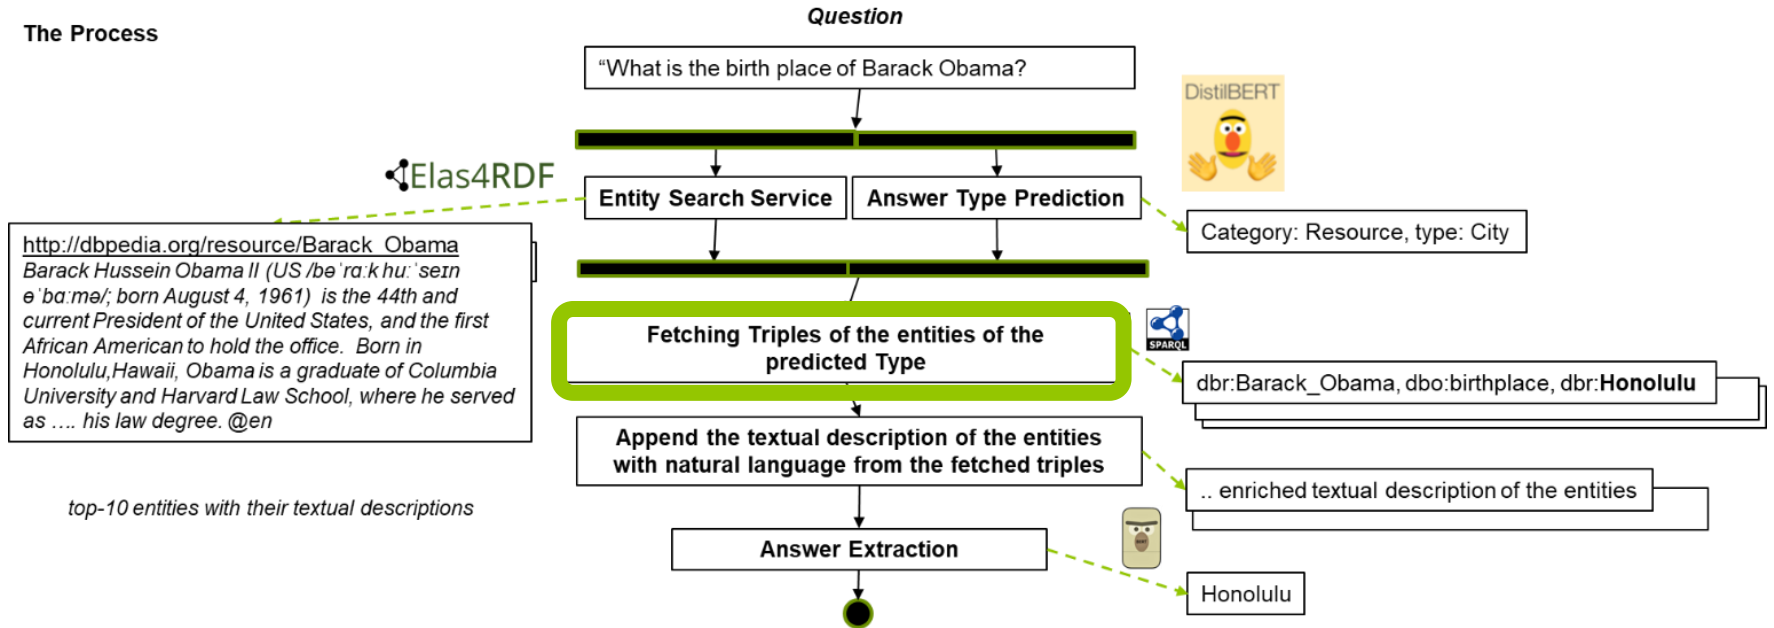 The Process
Question
“What is the birth place of Barack Obama?
DistilBERT
Elas4RDF
Entity Search Service
Answer Type Prediction
Category: Resource, type: City
http://dbpedia.org/resource/Barack_Obama
Barack Hussein Obama II (US /bəˈrɑːk huːˈseɪn
əˈbɑːmə/; born August 4, 1961) is the 44th and
current President of the United States, and the first
African American to hold the office. Born in
Honolulu,Hawaii, Obama is a graduate of Columbia
University and Harvard Law School, where he served
as …. his law degree. @en
top-10 entities with their textual descriptions
Fetching Triples of the entities of the
predicted Type
SPARQL
dbr:Barack_Obama, dbo:birthplace, dbr:Honolulu
Append the textual description of the entities
with natural language from the fetched triples
.. enriched textual description of the entities
Answer Extraction
BERT
Honolulu